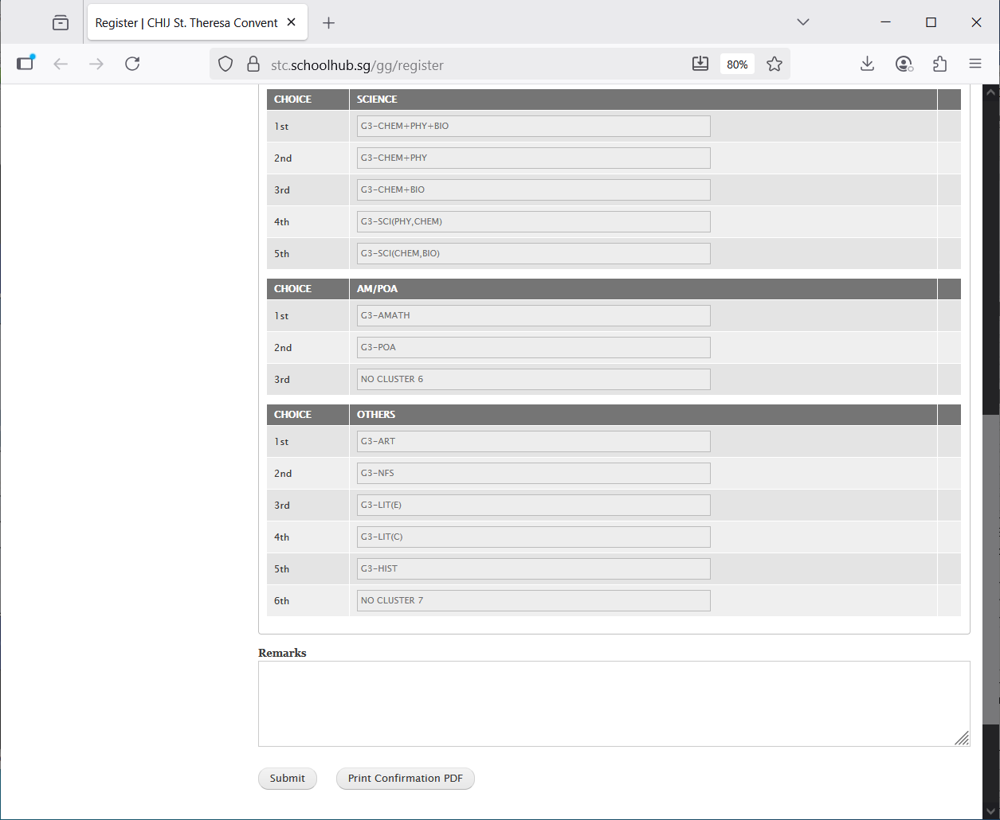 Register | CHIJ St. Theresa Convent
stc.schoolhub.sg/gg/register 80%
CHOICE SCIENCE
1st G3-CHEM+PHY+BIO
2nd G3-CHEM+PHY
3rd G3-CHEM+BIO
4th G3-SCI(PHY,CHEM)
5th G3-SCI(CHEM,BIO)
CHOICE AM/POA
1st G3-AMATH
2nd G3-POA
3rd NO CLUSTER 6
CHOICE OTHERS
1st G3-ART
2nd G3-NFS
3rd G3-LIT(E)
4th G3-LIT(C)
5th G3-HIST
6th NO CLUSTER 7
Remarks
Submit Print Confirmation PDF